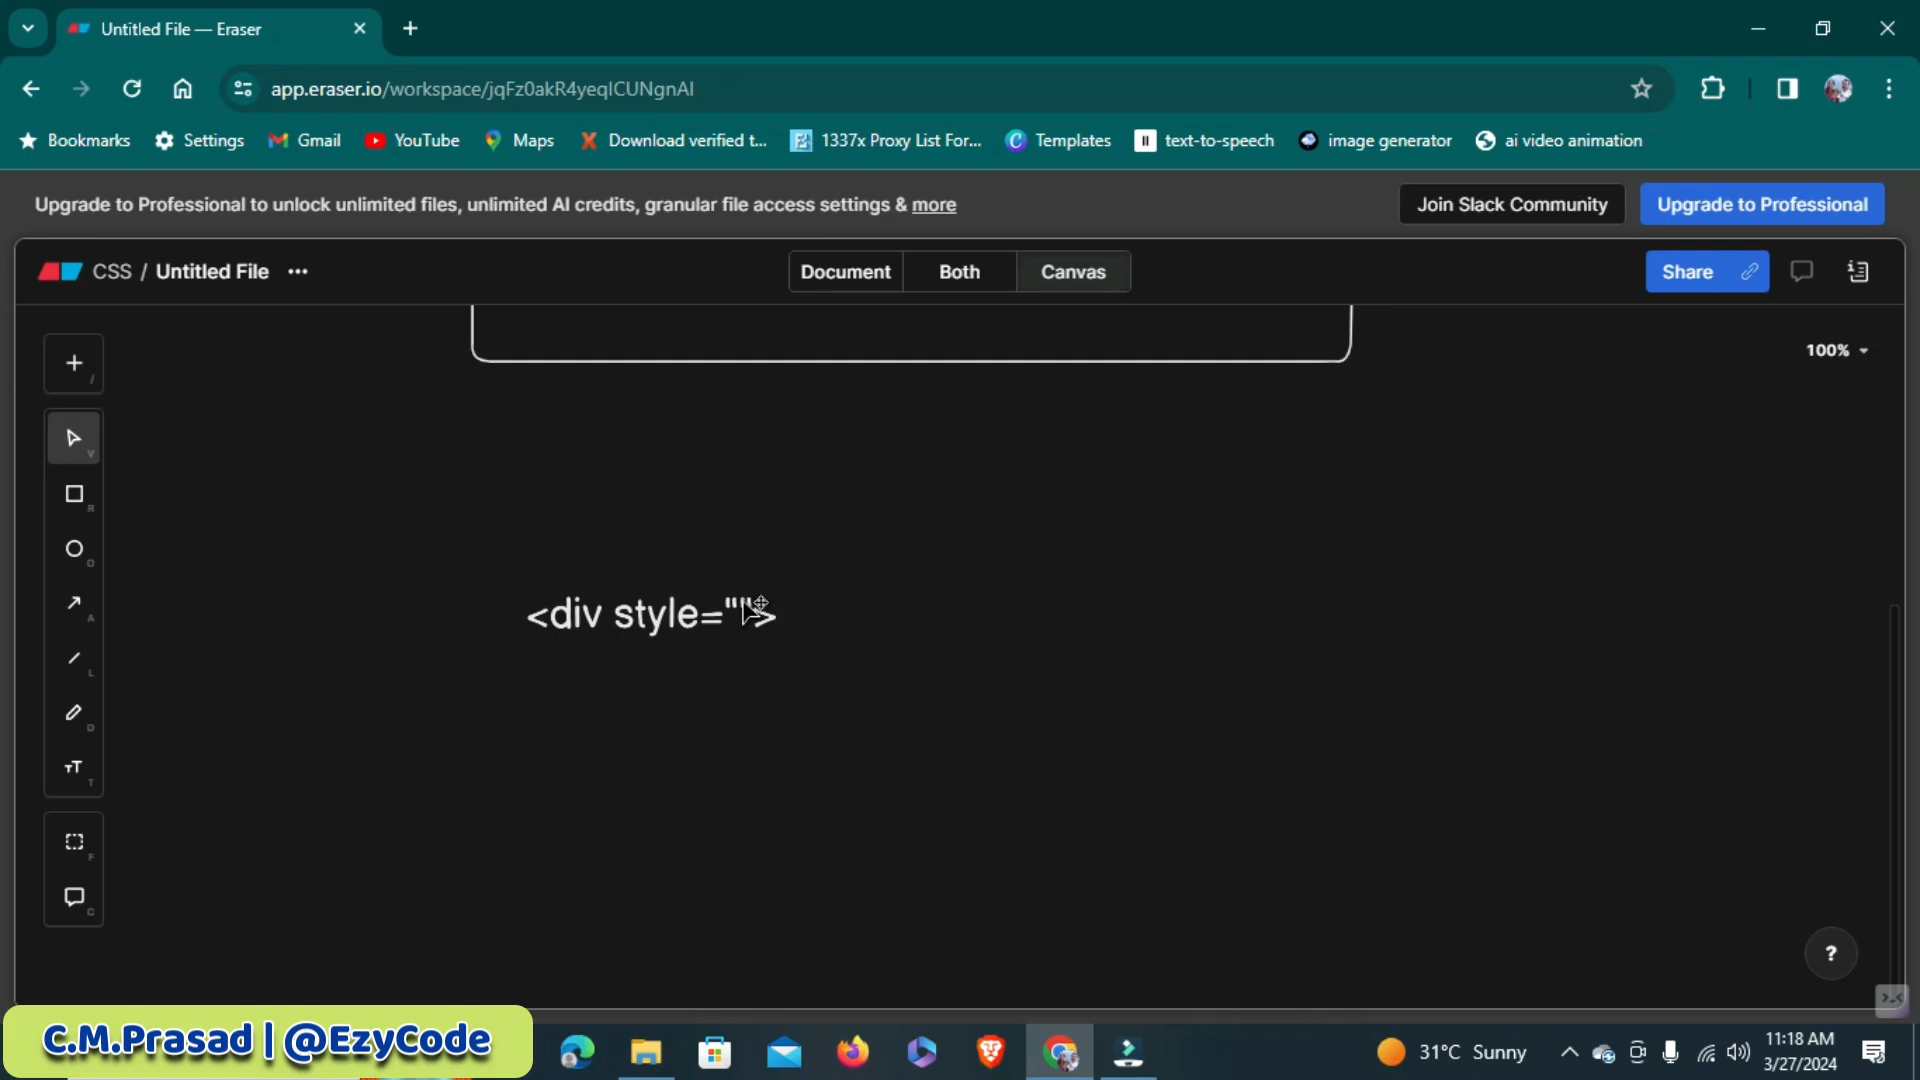 Untitled File — Eraser
app.eraser.io/workspace/jqFz0akR4yeqICUNgnAI
Bookmarks Settings Gmail YouTube Maps Download verified t... 1337x Proxy List For... Templates text-to-speech image generator ai video animation
Upgrade to Professional to unlock unlimited files, unlimited AI credits, granular file access settings & more
Join Slack Community Upgrade to Professional
CSS / Untitled File ...
Document Both Canvas
Share
100%
/
V
R
O
A
L
D
T
F
C
<div style="">
?
C.M.Prasad | @EzyCode
31°C Sunny
11:18 AM
3/27/2024